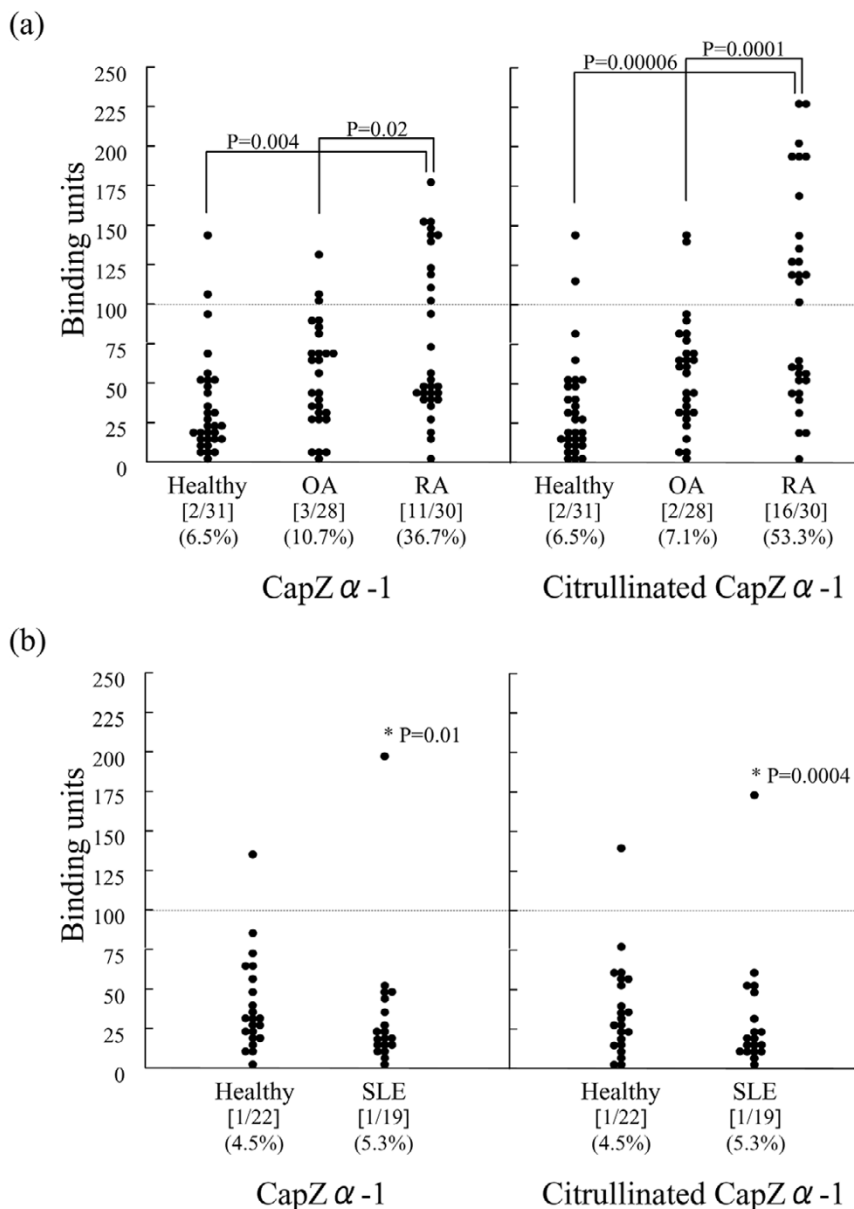 (a)
P=0.0001
P=0.00006
P=0.02
P=0.004
250
225
200
175
150
125
100
75
50
25
0
Binding units
Healthy OA RA Healthy OA RA
[2/31] [3/28] [11/30] [2/31] [2/28] [16/30]
(6.5%) (10.7%) (36.7%) (6.5%) (7.1%) (53.3%)
CapZ α -1 Citrullinated CapZ α -1
(b)
250
225
200
175
150
125
100
75
50
25
0
Binding units
* P=0.01
* P=0.0004
Healthy SLE Healthy SLE
[1/22] [1/19] [1/22] [1/19]
(4.5%) (5.3%) (4.5%) (5.3%)
CapZ α -1 Citrullinated CapZ α -1